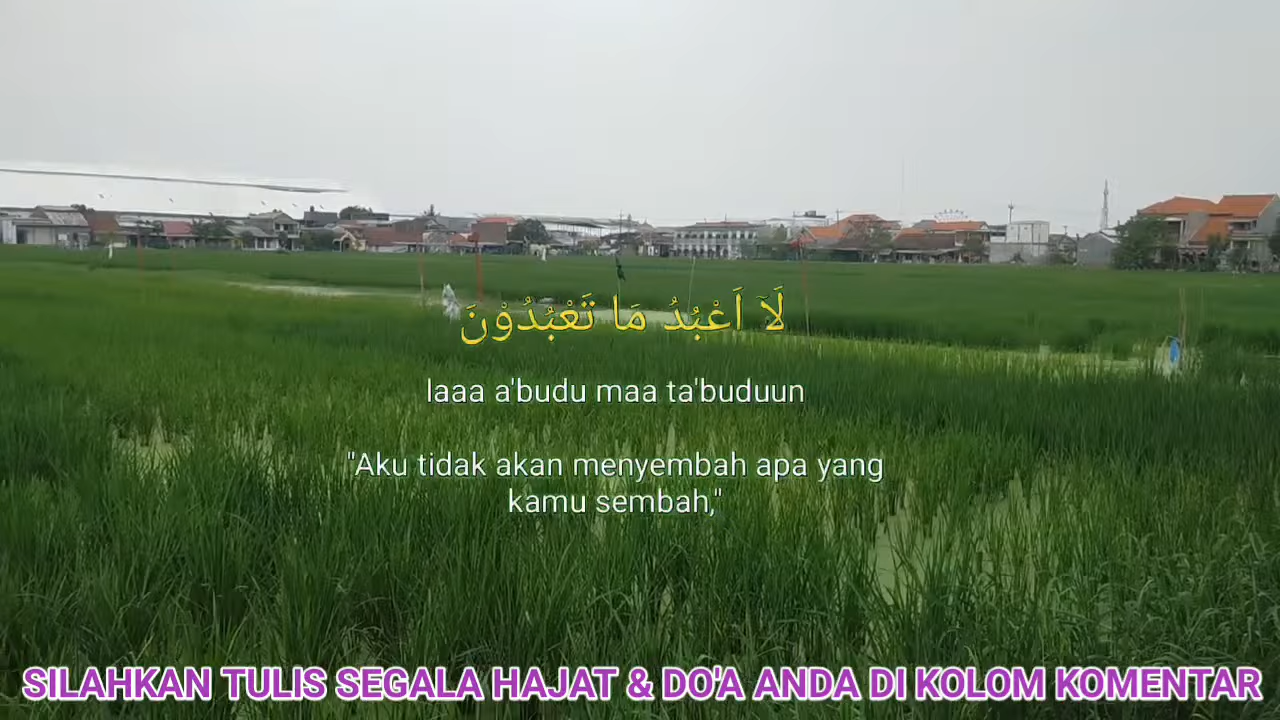 لَآ اَعْبُدُ مَا تَعْبُدُوْنَ
laaa a'budu maa ta'buduun
"Aku tidak akan menyembah apa yang
kamu sembah,"
SILAHKAN TULIS SEGALA HAJAT & DO'A ANDA DI KOLOM KOMENTAR